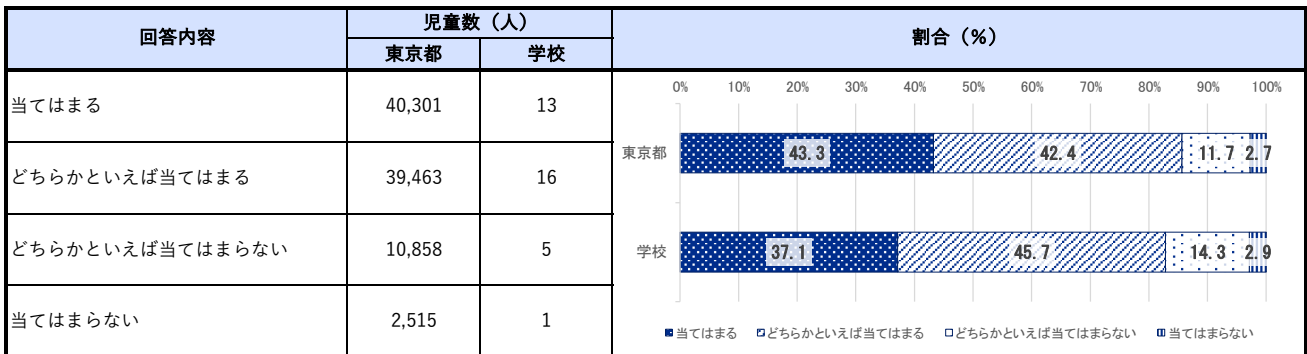 回答内容
児童数（人）
割合（%）
東京都
学校
当てはまる
40,301
13
どちらかといえば当てはまる
39,463
16
どちらかといえば当てはまらない
10,858
5
当てはまらない
2,515
1
0% 10% 20% 30% 40% 50% 60% 70% 80% 90% 100%
東京都 43.3 42.4 11.7 2.7
学校 37.1 45.7 14.3 2.9
当てはまる どちらかといえば当てはまる どちらかといえば当てはまらない 当てはまらない